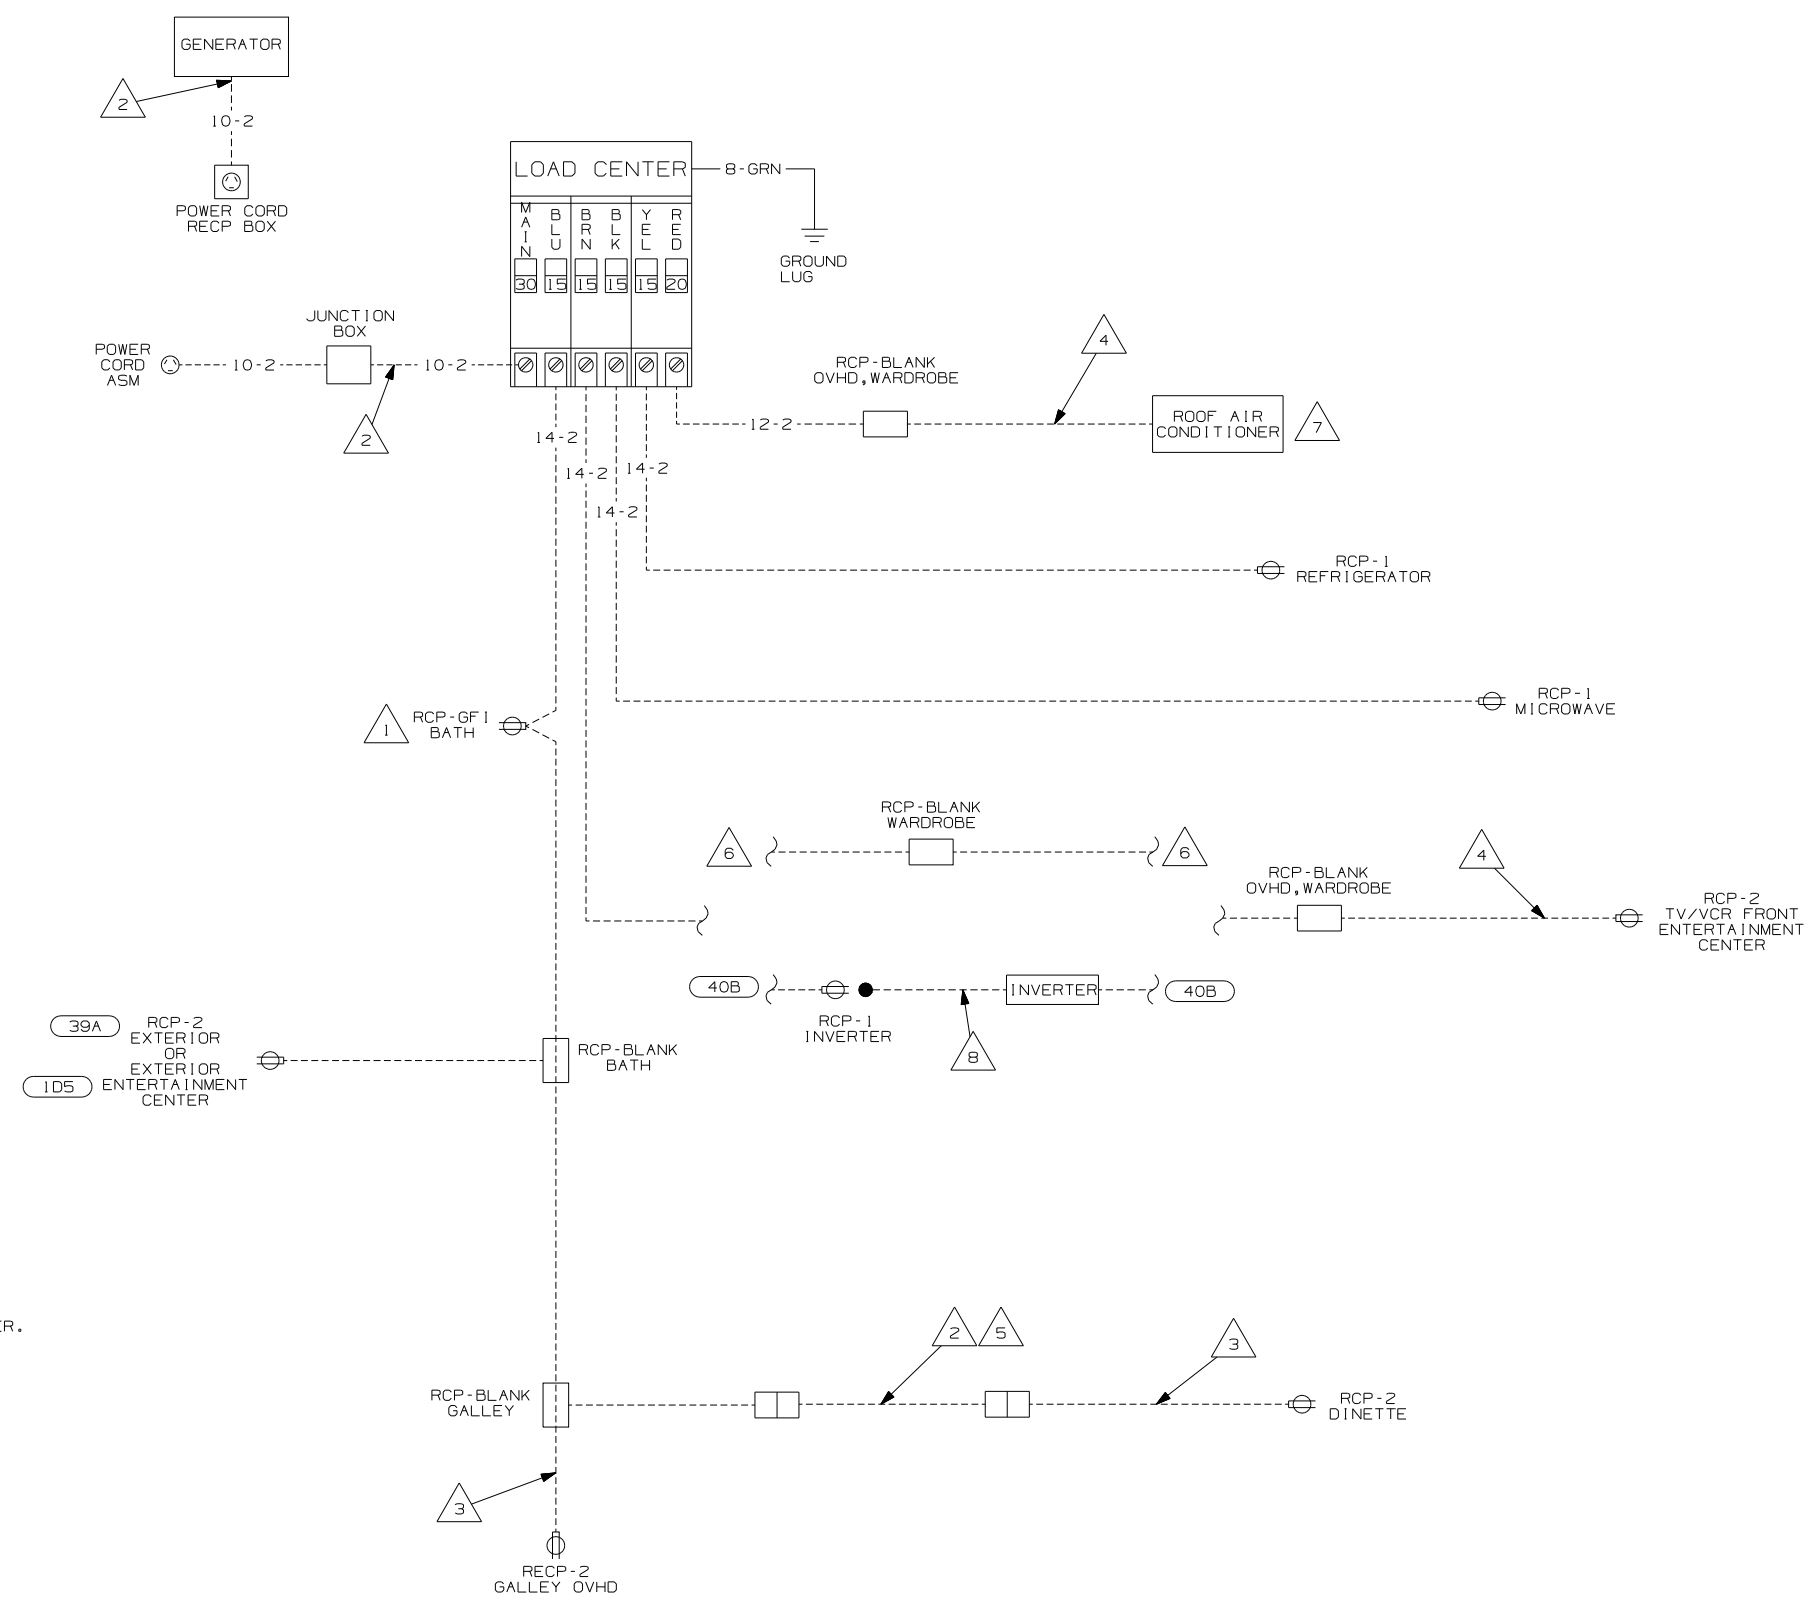 GENERATOR
2
10-2
POWER CORD
RECP BOX
LOAD CENTER
8-GRN
GROUND
LUG
MAIN
BLU
BRN
BLK
YEL
RED
30
15
15
15
15
20
JUNCTION
BOX
POWER
CORD
ASM
10-2
10-2
2
RCP-BLANK
OVHD,WARDROBE
4
12-2
ROOF AIR
CONDITIONER
7
14-2
14-2
14-2
14-2
RCP-1
REFRIGERATOR
RCP-1
MICROWAVE
1
RCP-GFI
BATH
RCP-BLANK
WARDROBE
6
6
4
RCP-BLANK
OVHD,WARDROBE
RCP-2
TV/VCR FRONT
ENTERTAINMENT
CENTER
40B
INVERTER
40B
RCP-1
INVERTER
8
39A
RCP-2
EXTERIOR
OR
EXTERIOR
ENTERTAINMENT
CENTER
1D5
RCP-BLANK
BATH
ER.
2
5
3
RCP-BLANK
GALLEY
RCP-2
DINETTE
3
RECP-2
GALLEY OVHD